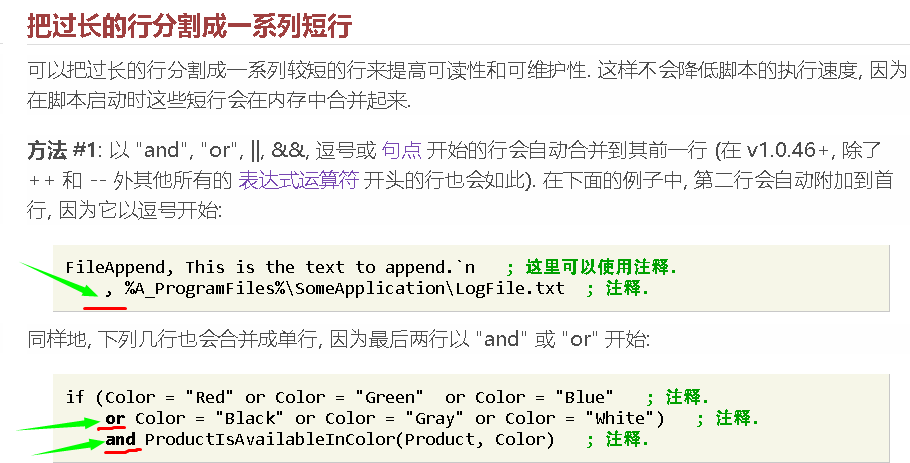 把过长的行分割成一系列短行
可以把过长的行分割成一系列较短的行来提高可读性和可维护性. 这样不会降低脚本的执行速度, 因为
在脚本启动时这些短行会在内存中合并起来.
方法 #1: 以 "and", "or", ||, &&, 逗号或 句点 开始的行会自动合并到其前一行 (在 v1.0.46+, 除了
++ 和 -- 外其他所有的 表达式运算符 开头的行也会如此). 在下面的例子中, 第二行会自动附加到首
行, 因为它以逗号开始:
FileAppend, This is the text to append.`n   ; 这里可以使用注释.
, %A_ProgramFiles%\SomeApplication\LogFile.txt  ; 注释.
同样地, 下列几行也会合并成单行, 因为最后两行以 "and" 或 "or" 开始:
if (Color = "Red" or Color = "Green"  or Color = "Blue"   ; 注释.
or Color = "Black" or Color = "Gray" or Color = "White")   ; 注释.
and ProductIsAvailableInColor(Product, Color)   ; 注释.